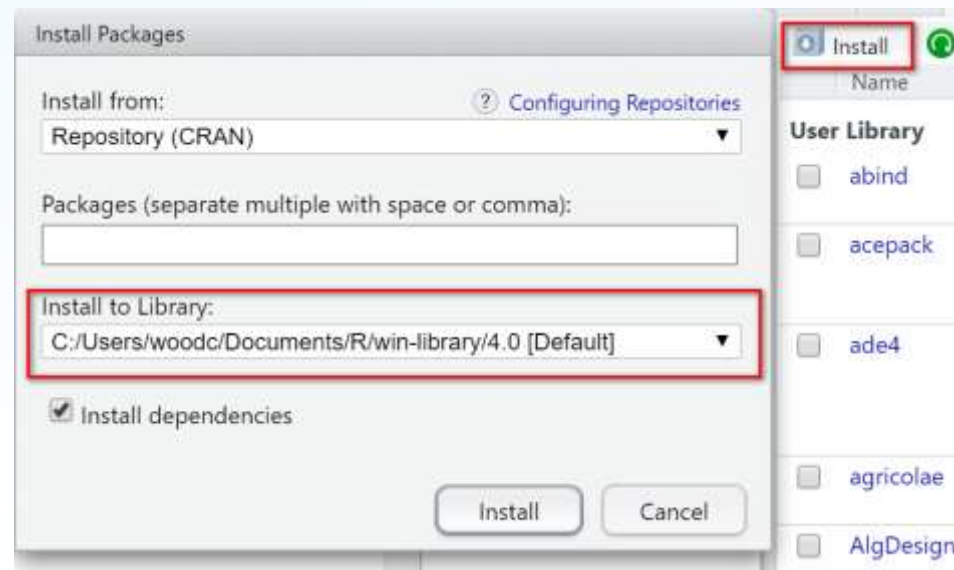 Install Packages
Install from:
? Configuring Repositories
Repository (CRAN)
Packages (separate multiple with space or comma):
Install to Library:
C:/Users/woodc/Documents/R/win-library/4.0 [Default]
Install dependencies
Install
Cancel
Install
Name
User Library
abind
acepack
ade4
agricolae
AlgDesign